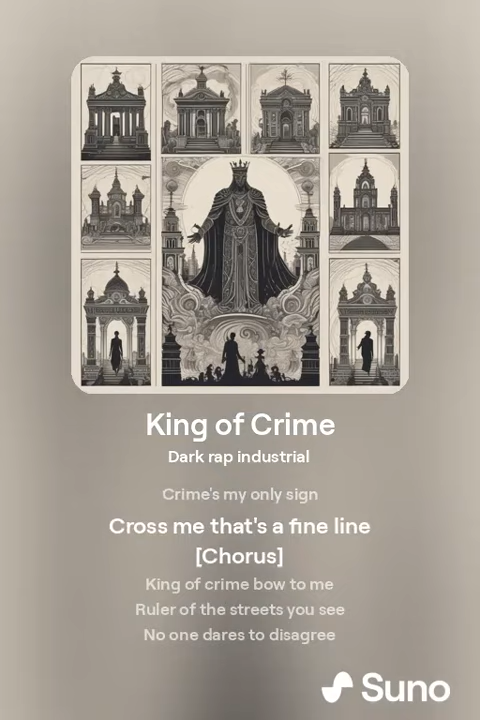 King of Crime
Dark rap industrial
Crime's my only sign
Cross me that's a fine line
[Chorus]
King of crime bow to me
Ruler of the streets you see
No one dares to disagree
Suno